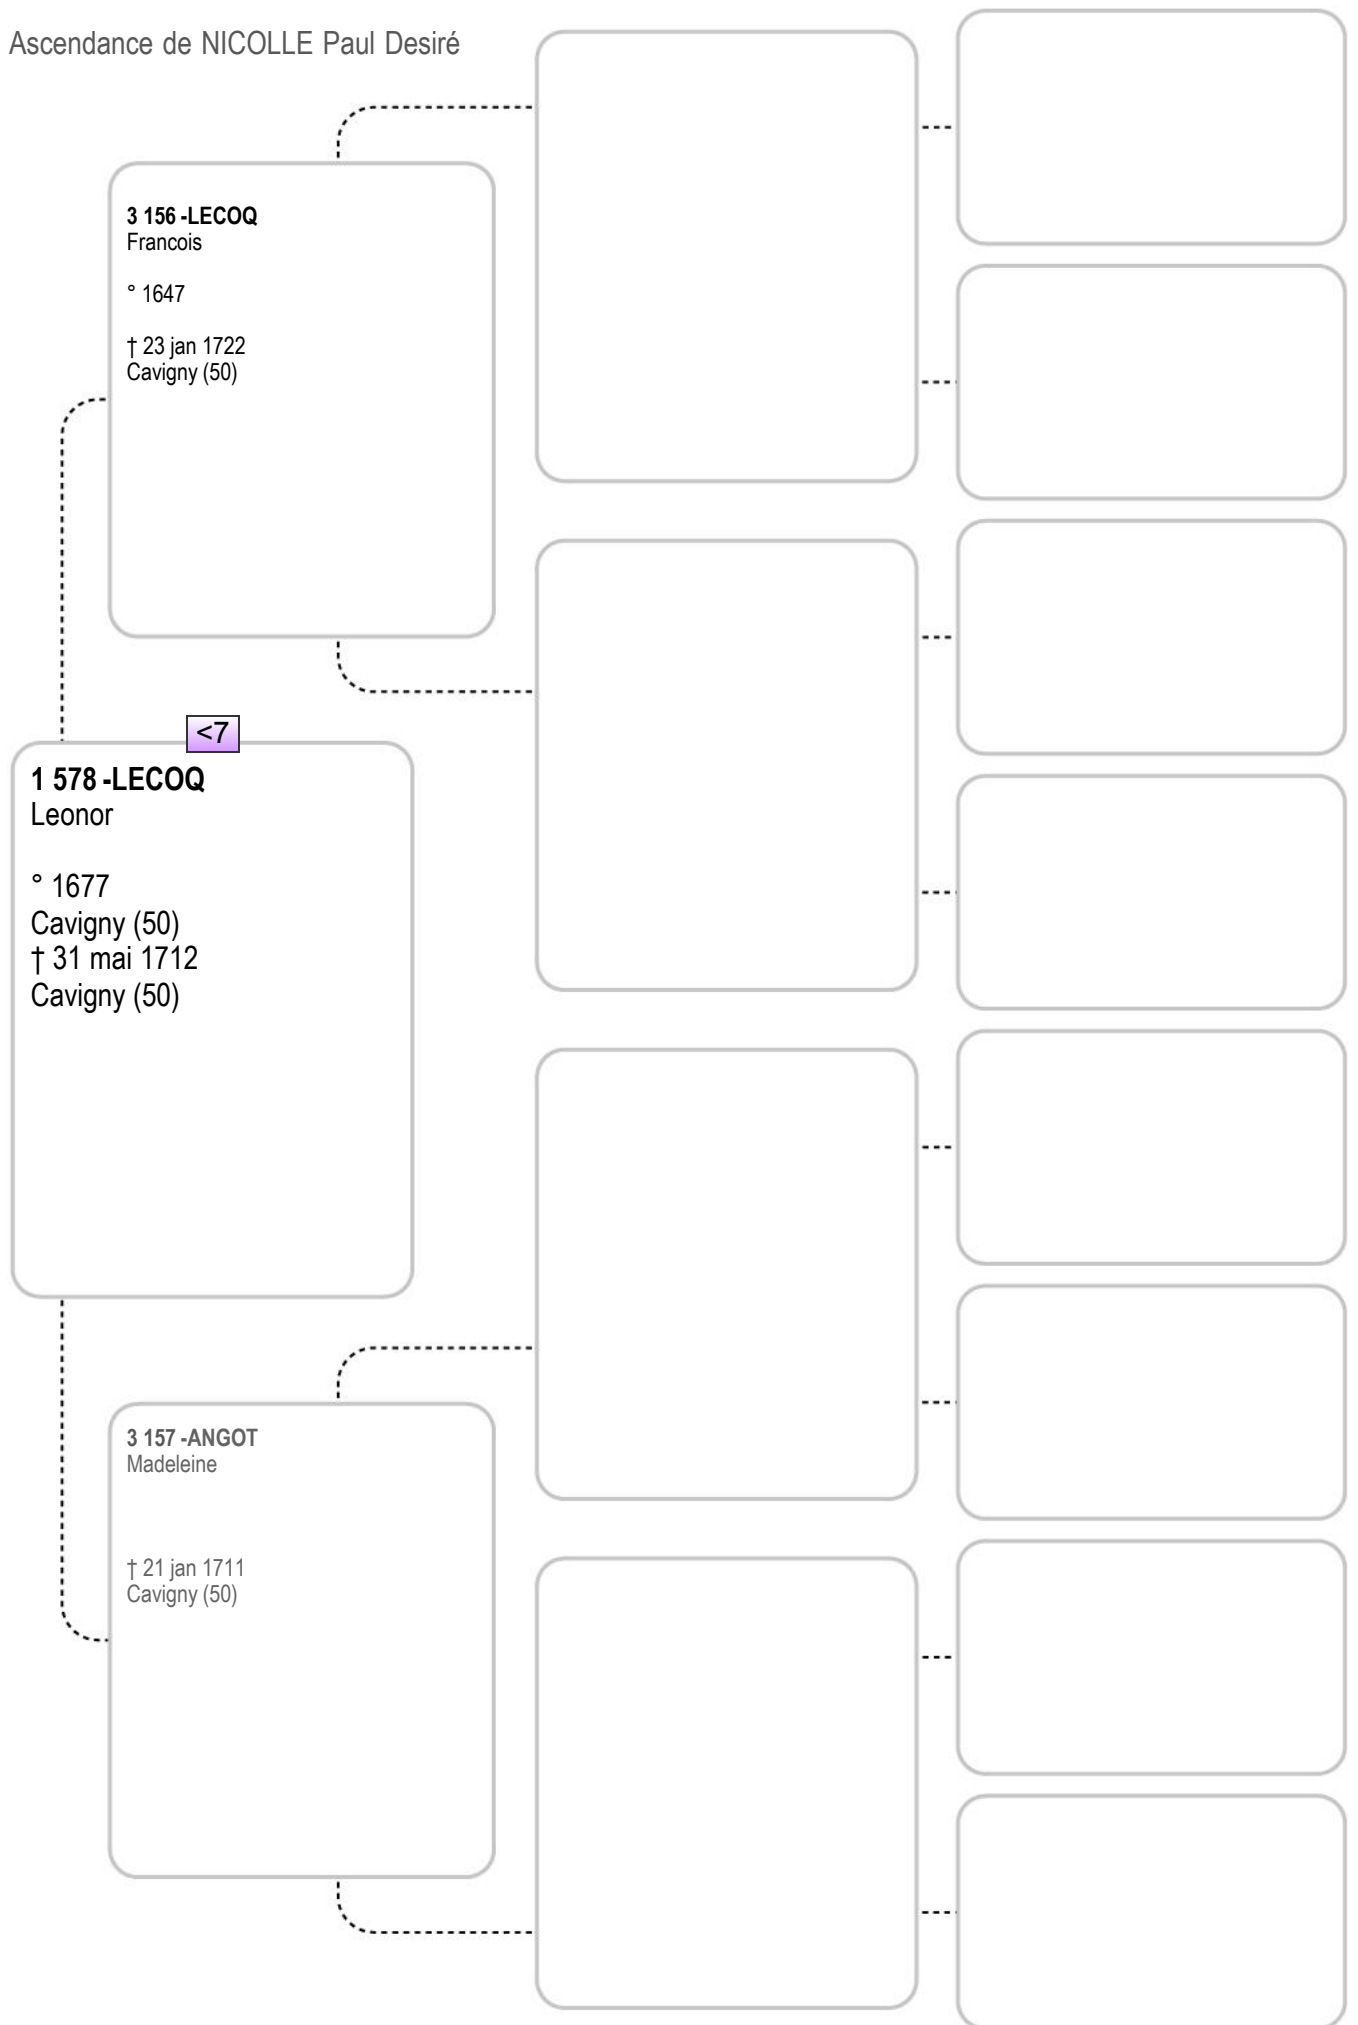 Ascendance de NICOLLE Paul Desiré
3 156 -LECOQ
Francois
° 1647
† 23 jan 1722
Cavigny (50)
<7
1 578 -LECOQ
Leonor
° 1677
Cavigny (50)
† 31 mai 1712
Cavigny (50)
3 157 -ANGOT
Madeleine
† 21 jan 1711
Cavigny (50)